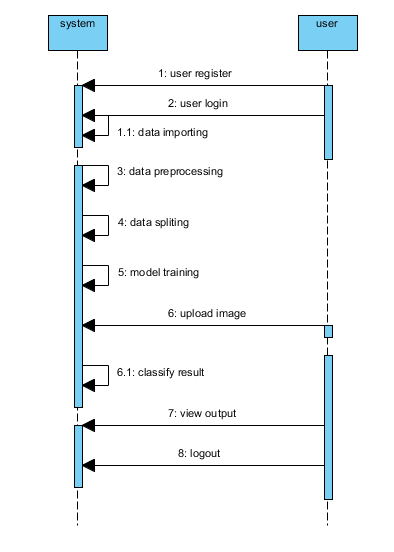 system
user
1: user register
2: user login
1.1: data importing
3: data preprocessing
4: data spliting
5: model training
6: upload image
6.1: classify result
7: view output
8: logout